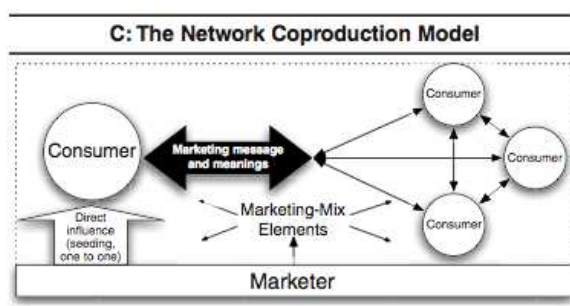 C: The Network Coproduction Model
Consumer
Consumer
Marketing message
and meanings
Consumer
Consumer
Marketing-Mix
Elements
Direct
influence
(seeding,
one to one)
Marketer